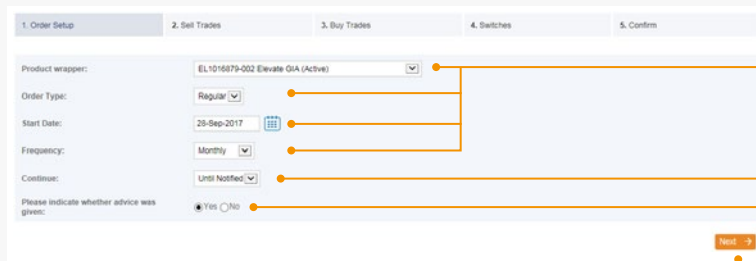 1. Order Setup
2. Sell Trades
3. Buy Trades
4. Switches
5. Confirm
Product wrapper:
EL1016879-002 Elevate GIA (Active)
Order Type:
Regular
Start Date:
28-Sep-2017
Frequency:
Monthly
Continue:
Until Notified
Please indicate whether advice was
given:
Yes
No
Next